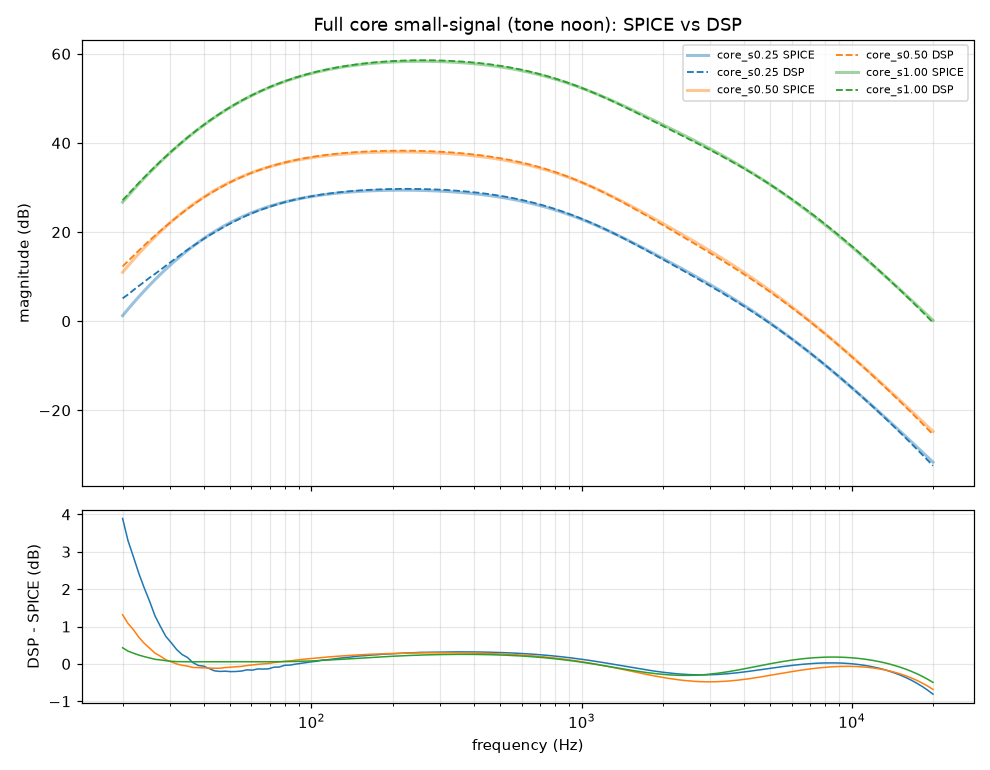 Full core small-signal (tone noon): SPICE vs DSP
60
40
20
0
−20
magnitude (dB)
core_s0.25 SPICE
core_s0.25 DSP
core_s0.50 SPICE
core_s0.50 DSP
core_s1.00 SPICE
core_s1.00 DSP
4
3
2
1
0
−1
DSP - SPICE (dB)
10² 10³ 10⁴
frequency (Hz)